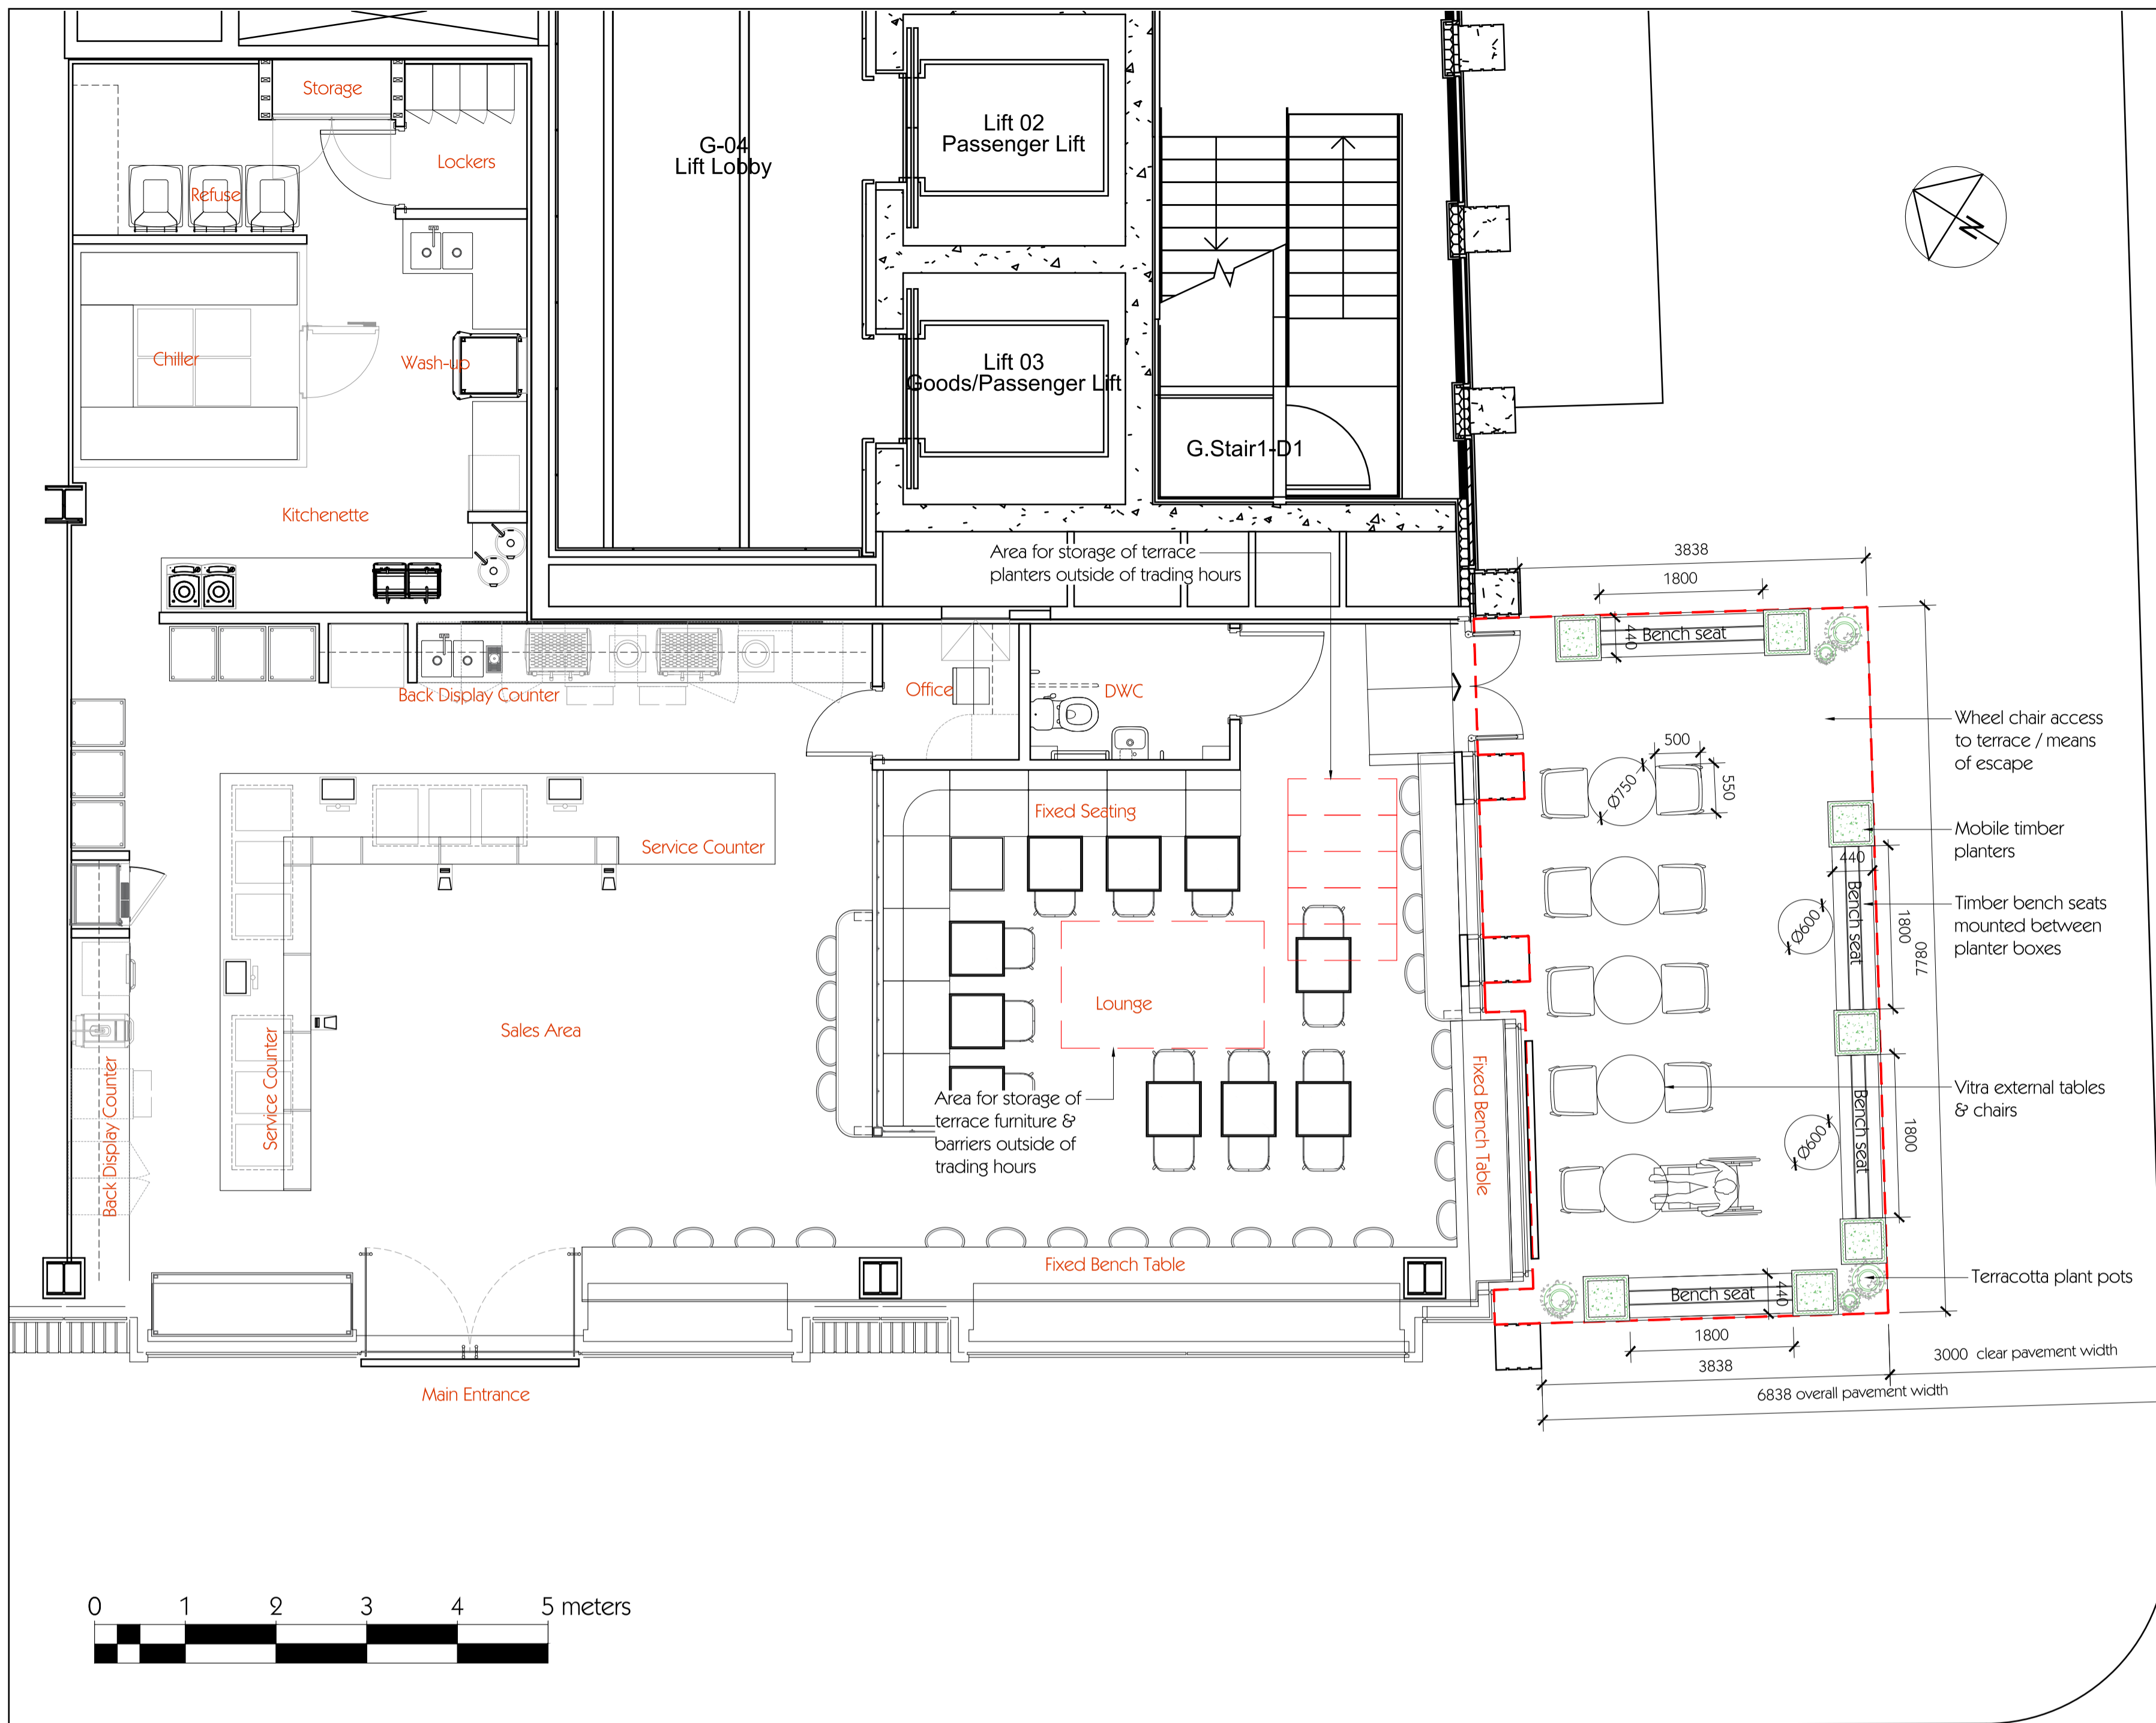 Storage
Lockers
Refuse
G-04
Lift Lobby
Lift 02
Passenger Lift
N
Chiller
Wash-up
Lift 03
Goods/Passenger Lift
G.Stair1-D1
Kitchenette
Area for storage of terrace
planters outside of trading hours
3838
1800
440
Bench seat
Back Display Counter
Office
DWC
Wheel chair access
to terrace / means
of escape
500
Ø750
550
Fixed Seating
Service Counter
Mobile timber
planters
440
Bench seat
1800
7780
Ø600
Timber bench seats
mounted between
planter boxes
Lounge
Sales Area
Service Counter
Back Display Counter
Area for storage of
terrace furniture &
barriers outside of
trading hours
Fixed Bench Table
Vitra external tables
& chairs
Bench seat
1800
Ø600
Fixed Bench Table
Terracotta plant pots
Bench seat
440
1800
3838
3000 clear pavement width
6838 overall pavement width
Main Entrance
0 1 2 3 4 5 meters